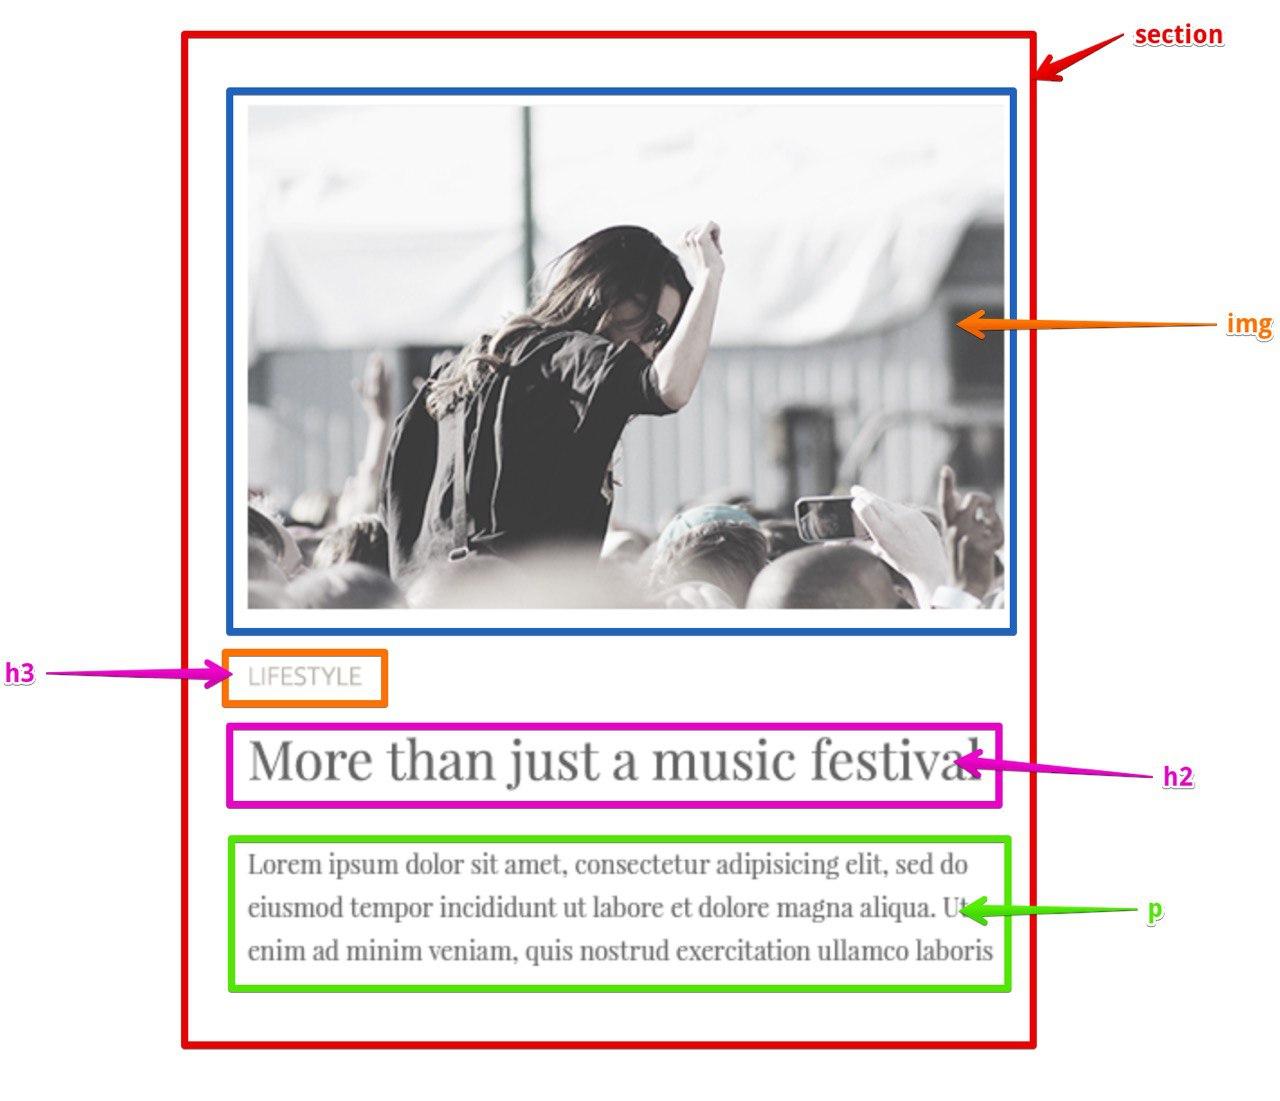 section
img
h3
LIFESTYLE
More than just a music festival
h2
Lorem ipsum dolor sit amet, consectetur adipisicing elit, sed do
eiusmod tempor incididunt ut labore et dolore magna aliqua. Ut
enim ad minim veniam, quis nostrud exercitation ullamco laboris
p